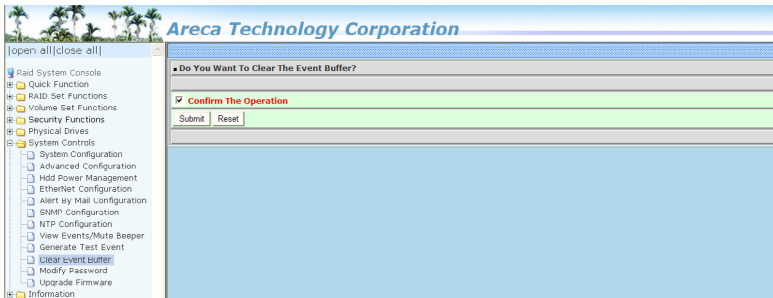 Areca Technology Corporation
|open all|close all|
Raid System Console
Quick Function
RAID Set Functions
Volume Set Functions
Security Functions
Physical Drives
System Controls
System Configuration
Advanced Configuration
Hdd Power Management
EtherNet Configuration
Alert By Mail Configuration
SNMP Configuration
NTP Configuration
View Events/Mute Beeper
Generate Test Event
Clear Event Buffer
Modify Password
Upgrade Firmware
Information
Do You Want To Clear The Event Buffer?
Confirm The Operation
Submit Reset